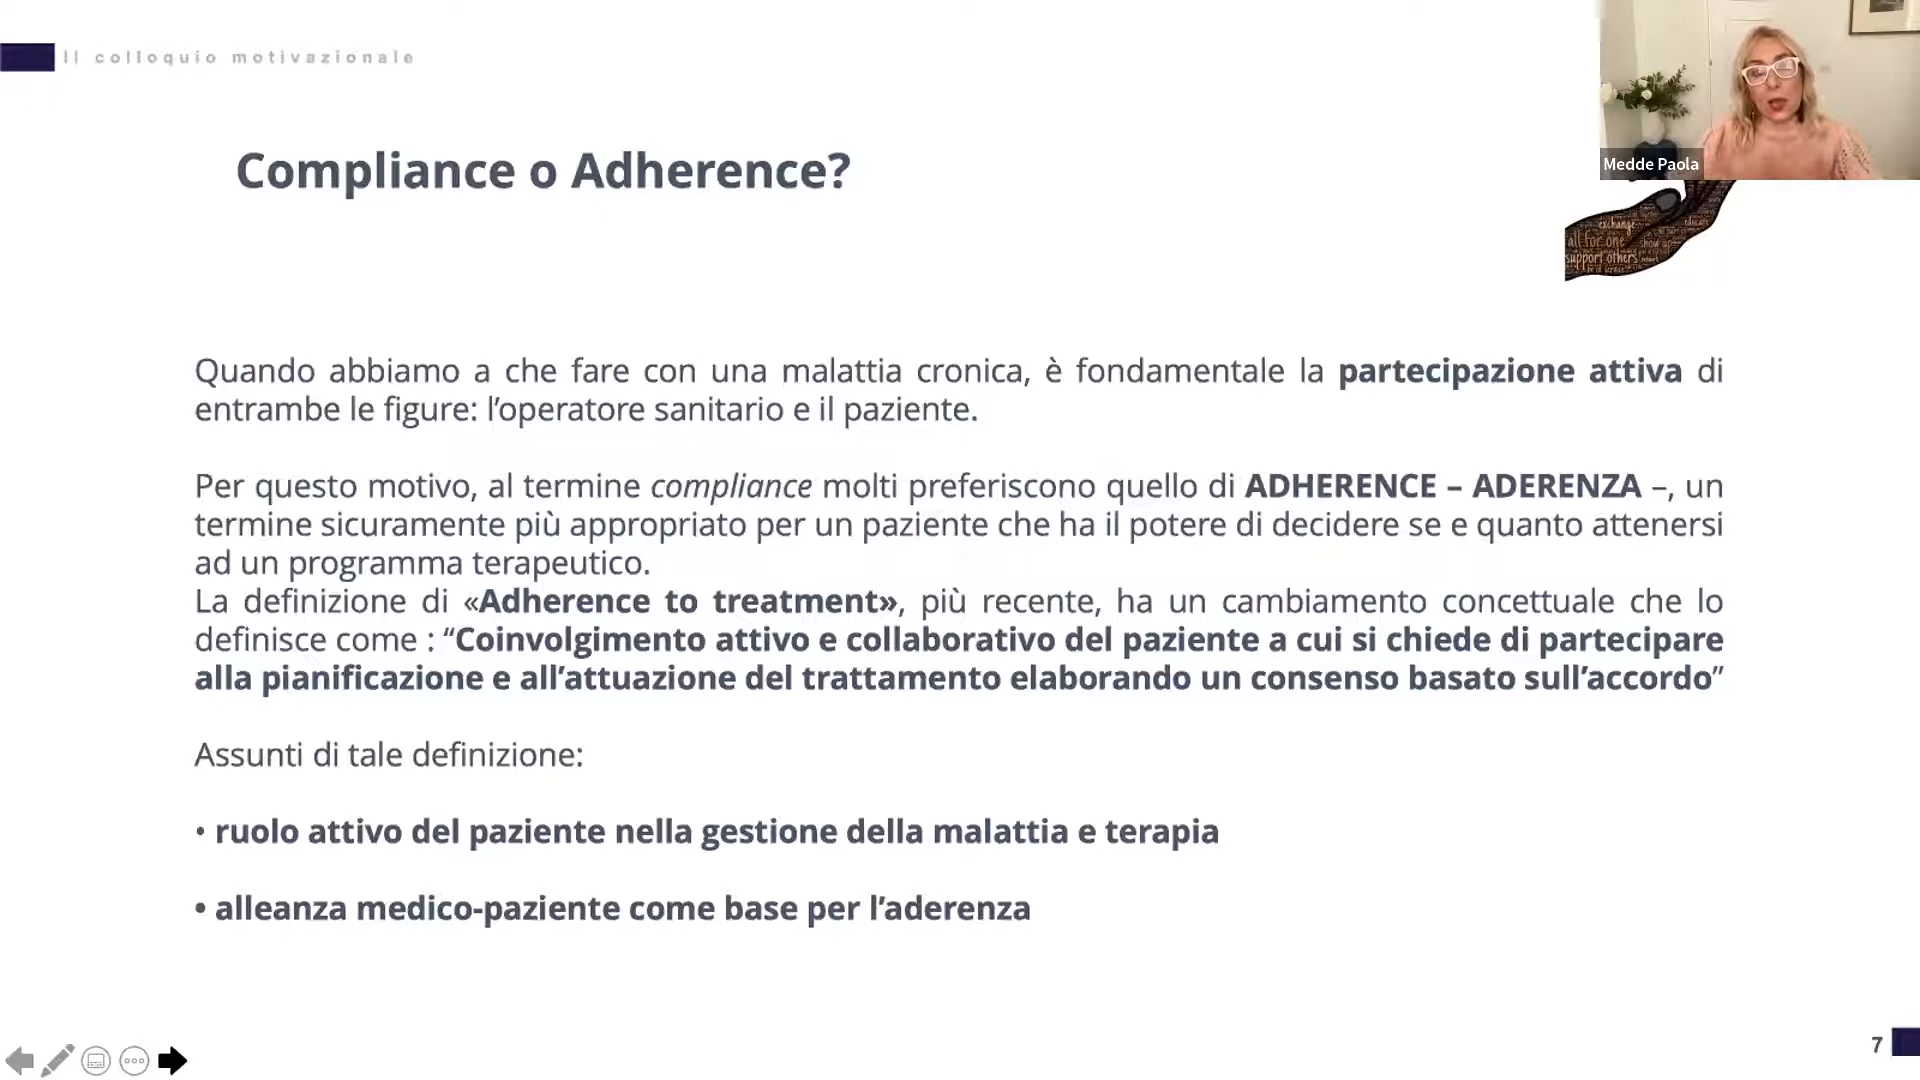 Il colloquio motivazionale
Medde Paola
Compliance o Adherence?
exchange
all for one
show up
support others
Quando abbiamo a che fare con una malattia cronica, è fondamentale la partecipazione attiva di
entrambe le figure: l’operatore sanitario e il paziente.
Per questo motivo, al termine compliance molti preferiscono quello di ADHERENCE – ADERENZA –, un
termine sicuramente più appropriato per un paziente che ha il potere di decidere se e quanto attenersi
ad un programma terapeutico.
La definizione di «Adherence to treatment», più recente, ha un cambiamento concettuale che lo
definisce come : “Coinvolgimento attivo e collaborativo del paziente a cui si chiede di partecipare
alla pianificazione e all’attuazione del trattamento elaborando un consenso basato sull’accordo”
Assunti di tale definizione:
• ruolo attivo del paziente nella gestione della malattia e terapia
• alleanza medico-paziente come base per l’aderenza
7